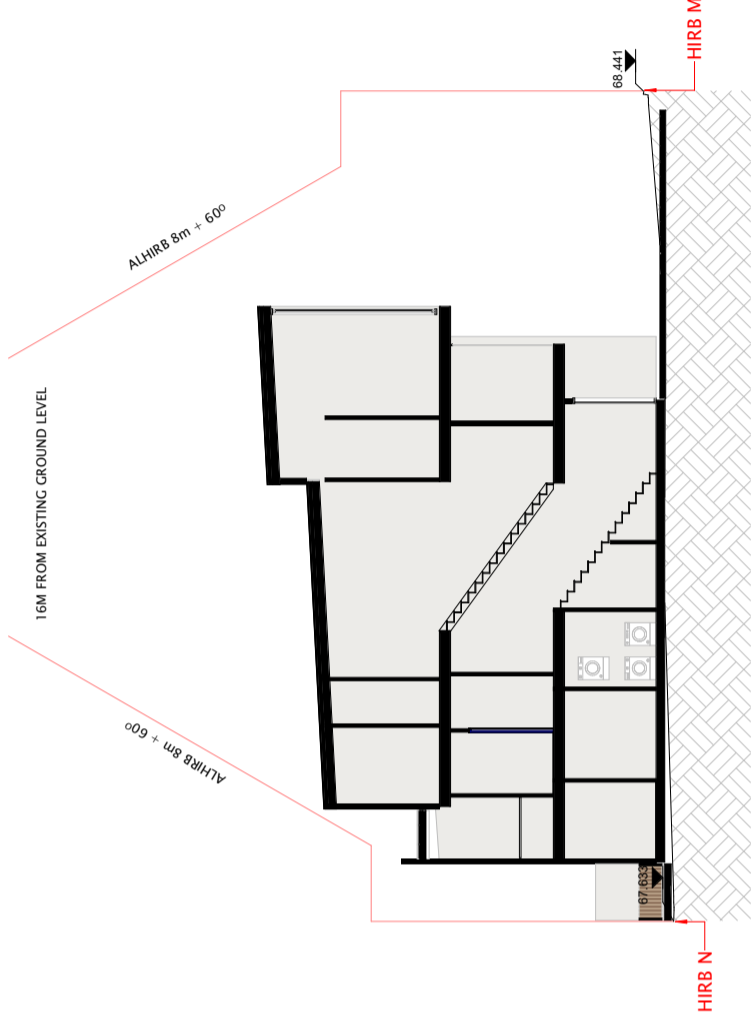 HIRB M
68.441
ALHIRB 8m + 60º
16M FROM EXISTING GROUND LEVEL
ALHIRB 8m + 60º
67.633
HIRB N